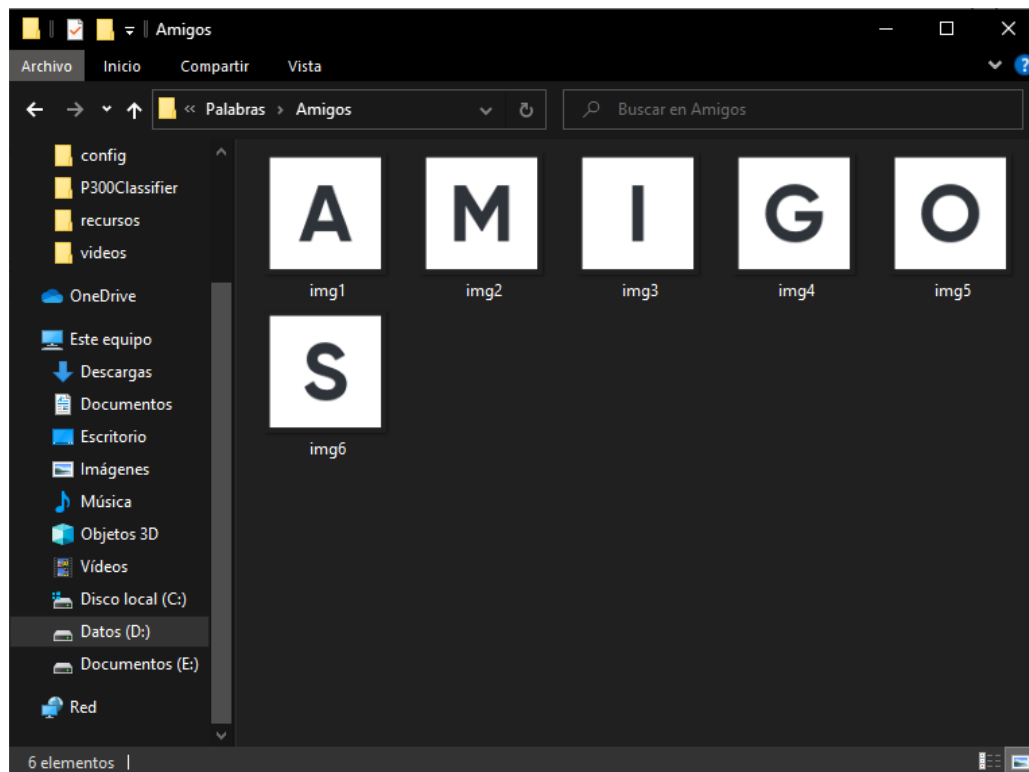 Amigos
Archivo Inicio Compartir Vista
« Palabras > Amigos Buscar en Amigos
config
P300Classifier
recursos
videos
OneDrive
Este equipo
Descargas
Documentos
Escritorio
Imágenes
Música
Objetos 3D
Vídeos
Disco local (C:)
Datos (D:)
Documentos (E:)
Red
A M I G O
img1 img2 img3 img4 img5
S
img6
6 elementos